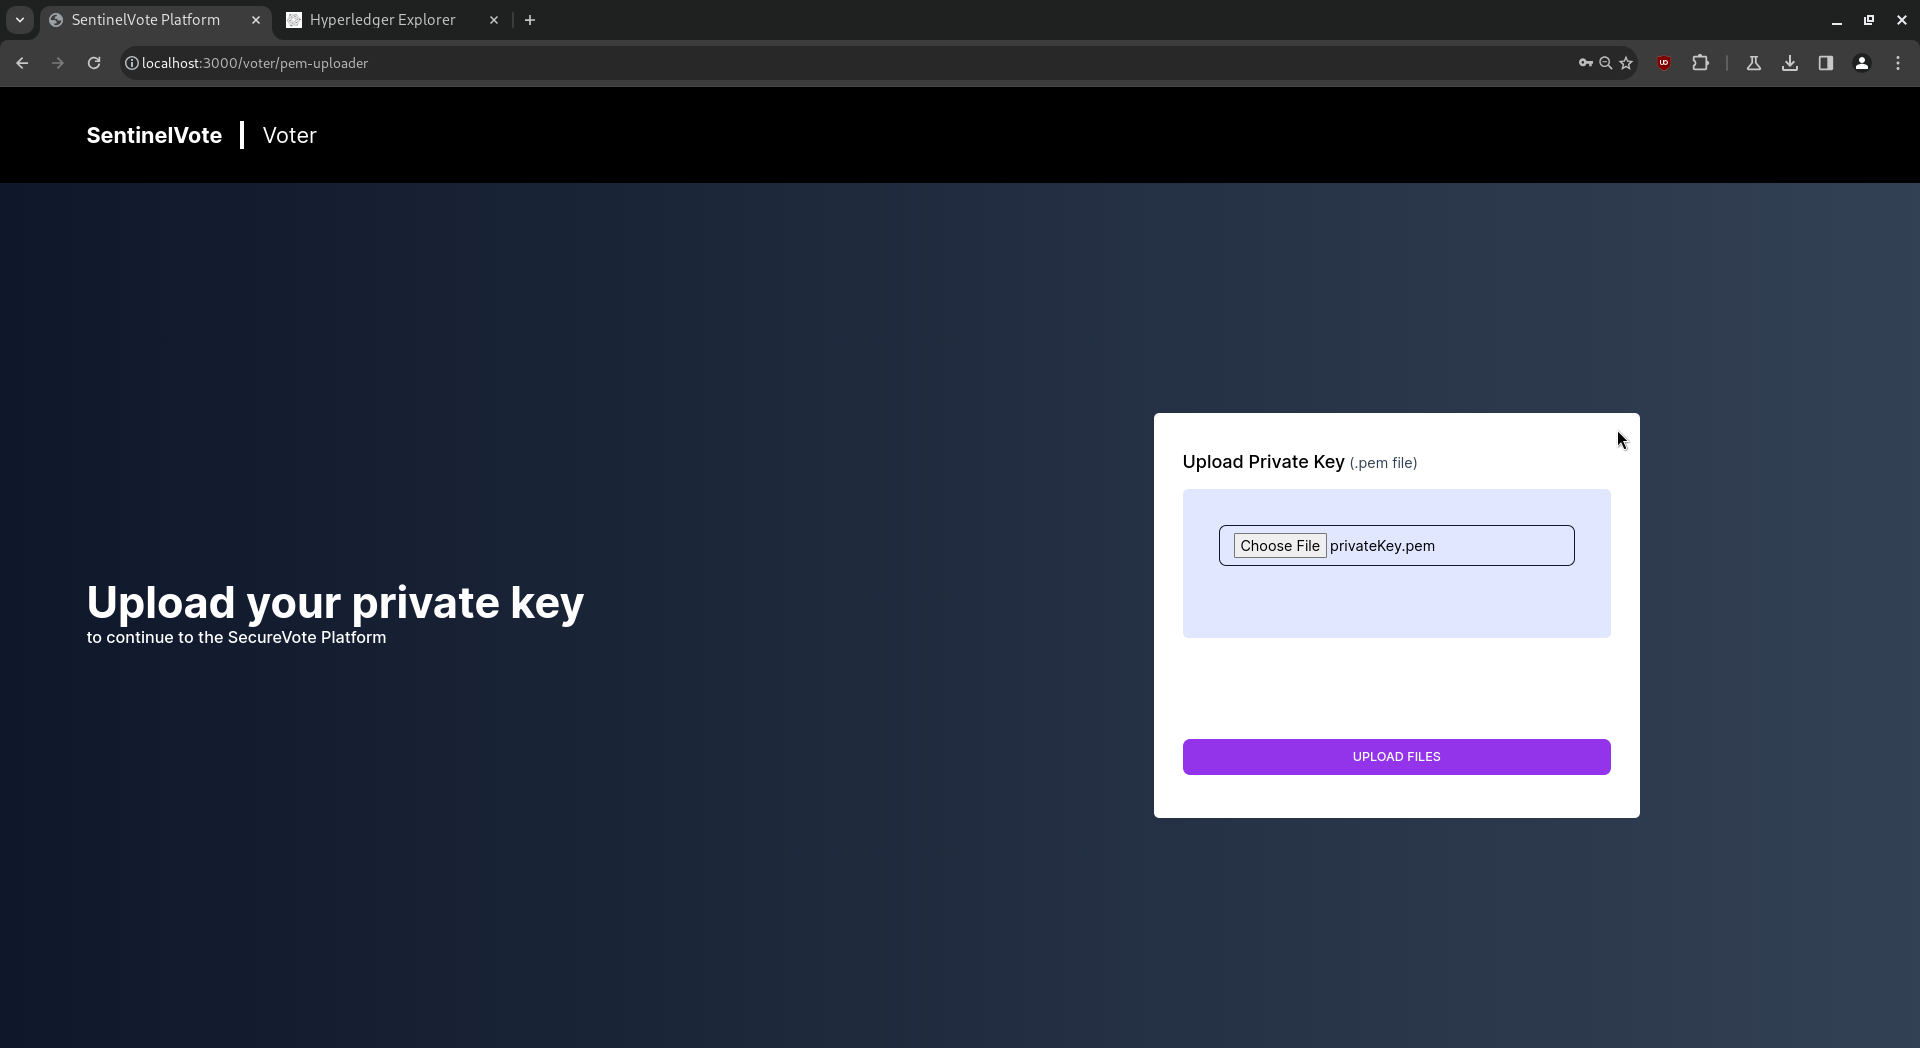 SentinelVote Platform
Hyperledger Explorer
localhost:3000/voter/pem-uploader
SentinelVote | Voter
Upload your private key
to continue to the SecureVote Platform
Upload Private Key (.pem file)
Choose File privateKey.pem
UPLOAD FILES